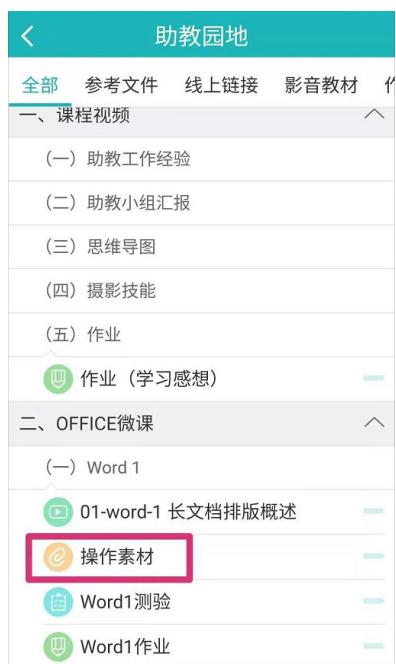 助教园地
全部 参考文件 线上链接 影音教材
一、课程视频
（一）助教工作经验
（二）助教小组汇报
（三）思维导图
（四）摄影技能
（五）作业
作业（学习感想）
二、OFFICE微课
（一）Word 1
01-word-1 长文档排版概述
操作素材
Word1测验
Word1作业